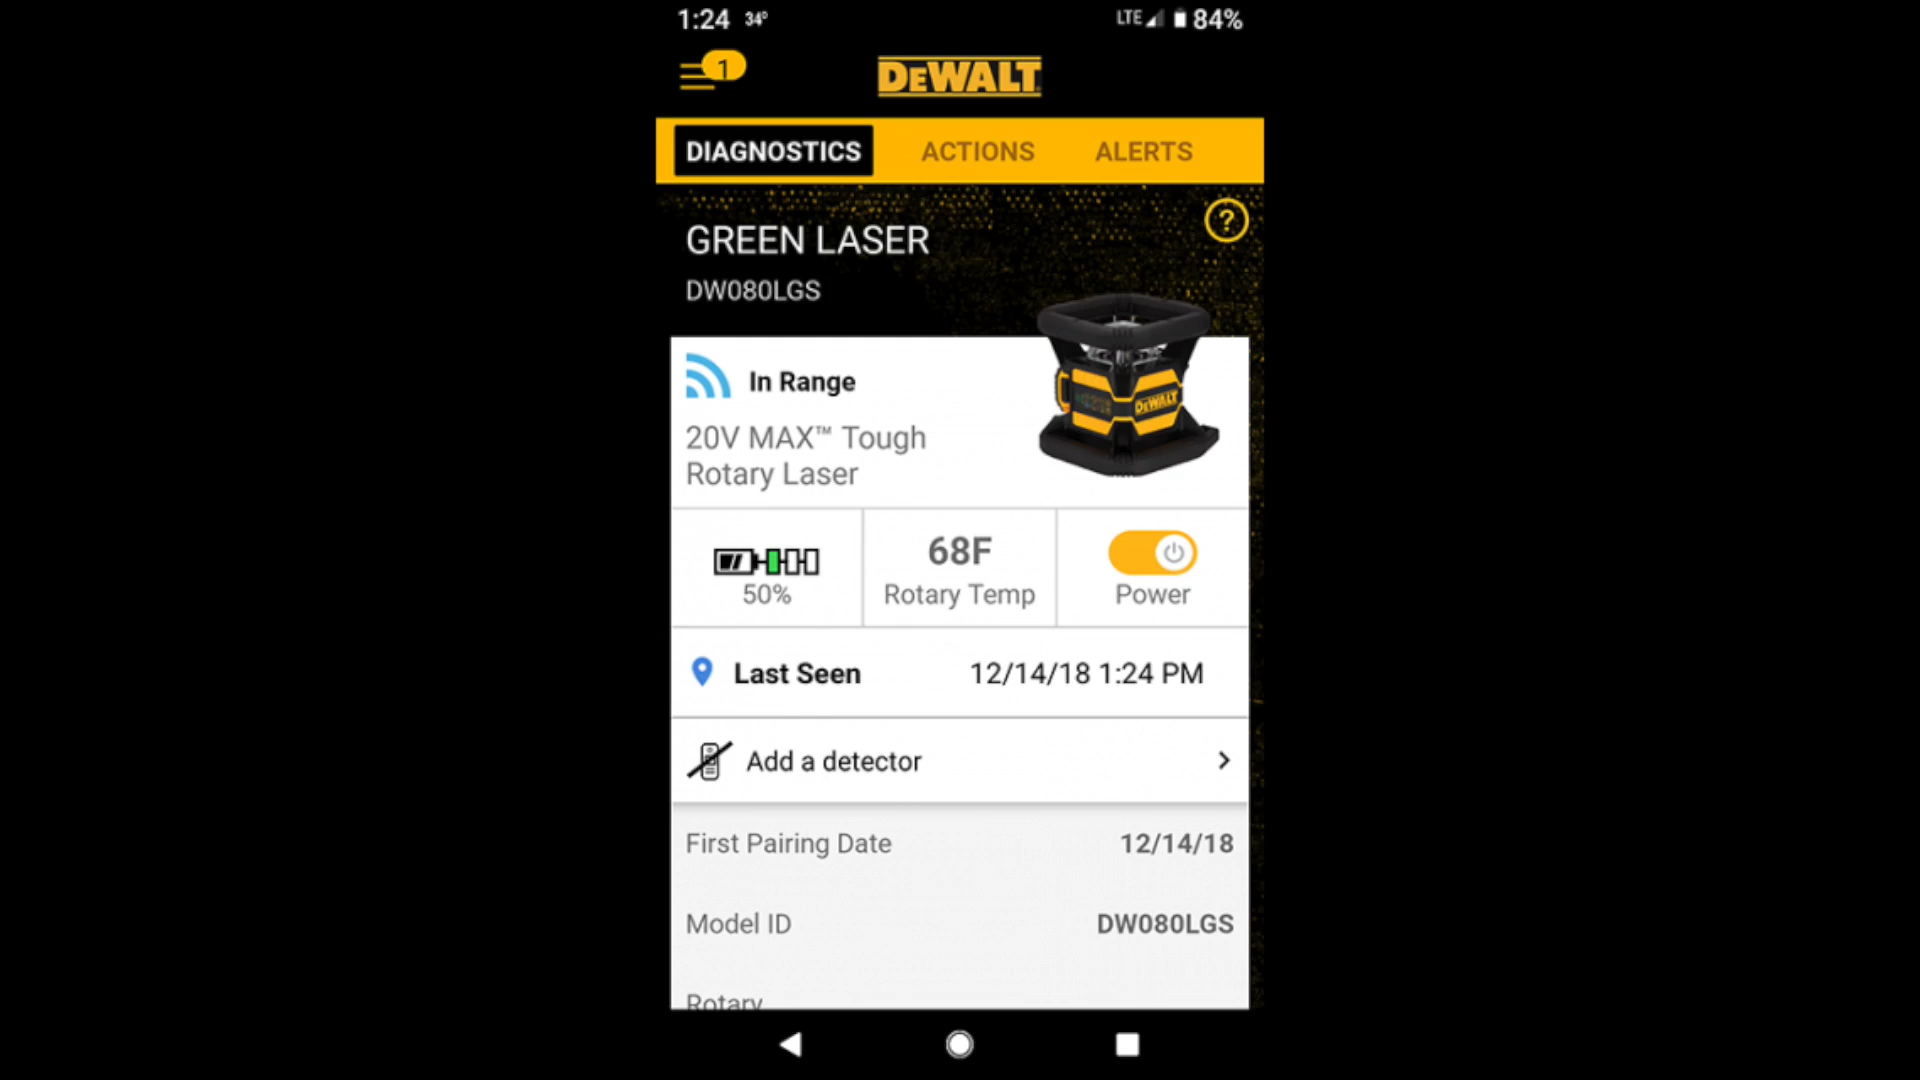 1:24 34° LTE 84%
1
DEWALT
DIAGNOSTICS ACTIONS ALERTS
?
GREEN LASER
DW080LGS
In Range
20V MAX™ Tough
Rotary Laser
DEWALT
68F
50% Rotary Temp Power
Last Seen 12/14/18 1:24 PM
Add a detector
First Pairing Date 12/14/18
Model ID DW080LGS
Rotary